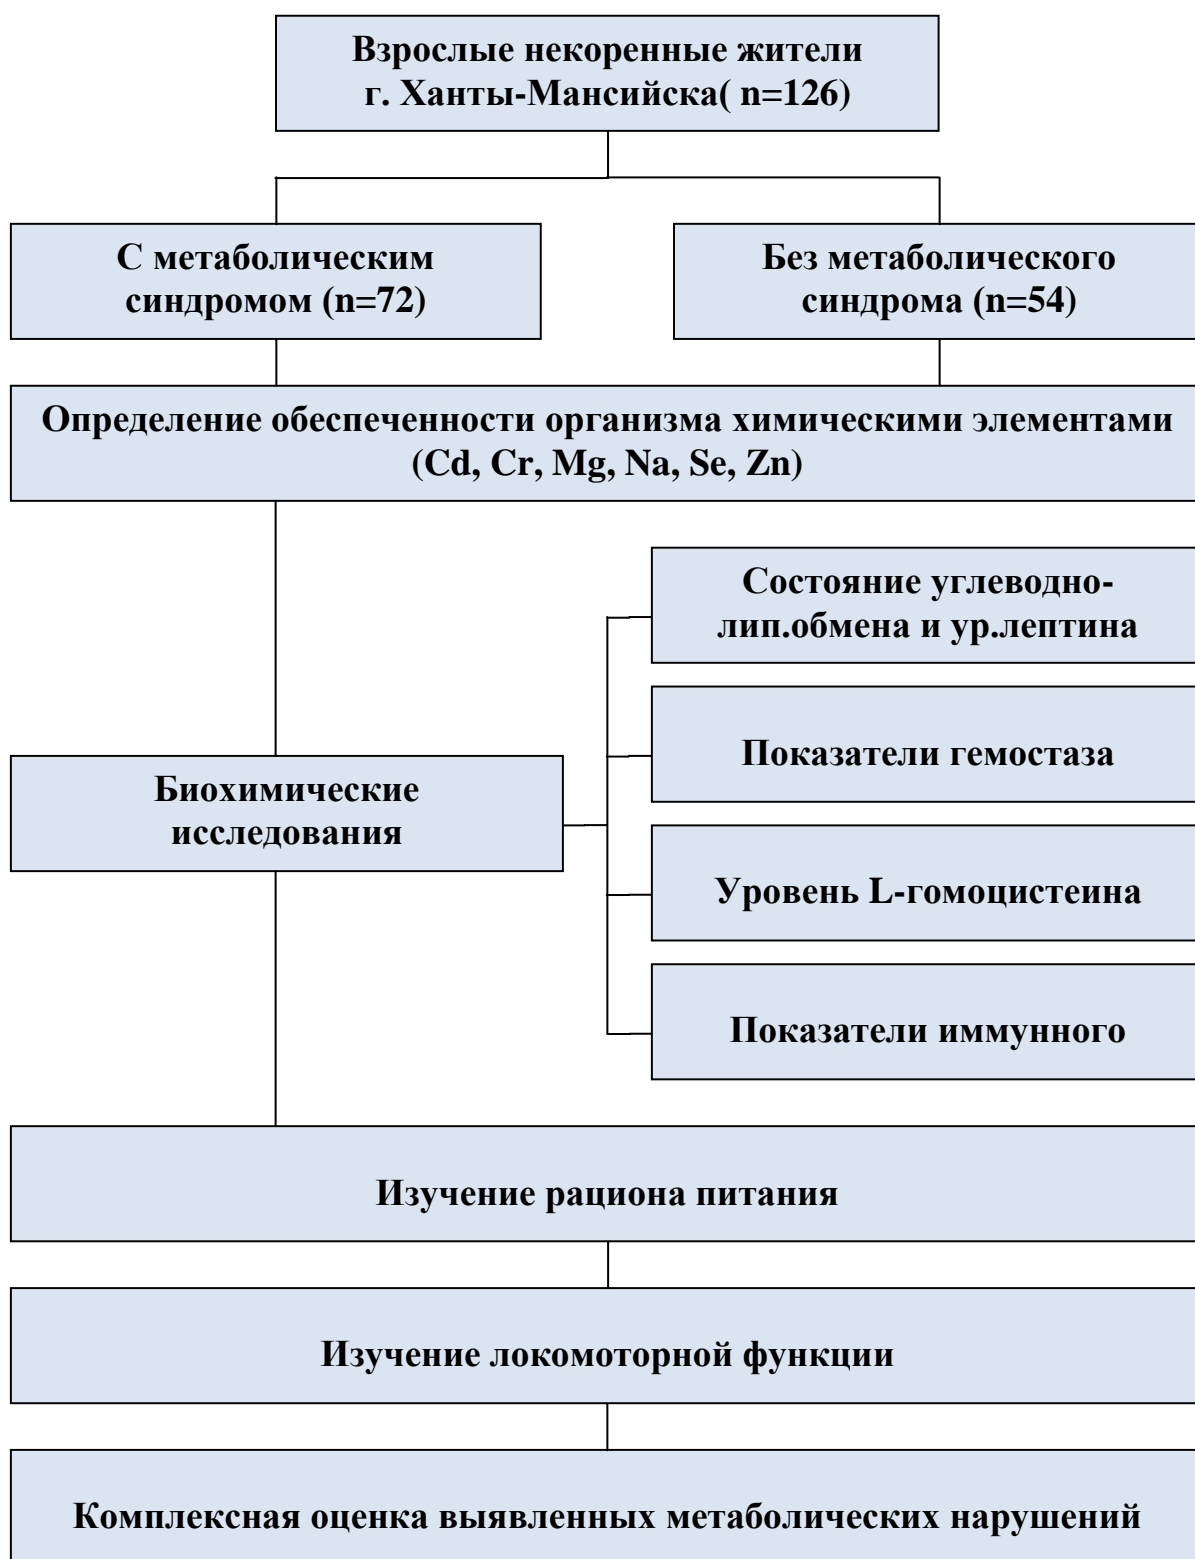 Взрослые некоренные жители
г. Ханты-Мансийска( n=126)
С метаболическим
синдромом (n=72)
Без метаболического
синдрома (n=54)
Определение обеспеченности организма химическими элементами
(Cd, Cr, Mg, Na, Se, Zn)
Состояние углеводно-
лип.обмена и ур.лептина
Показатели гемостаза
Биохимические
исследования
Уровень L-гомоцистеина
Показатели иммунного
Изучение рациона питания
Изучение локомоторной функции
Комплексная оценка выявленных метаболических нарушений